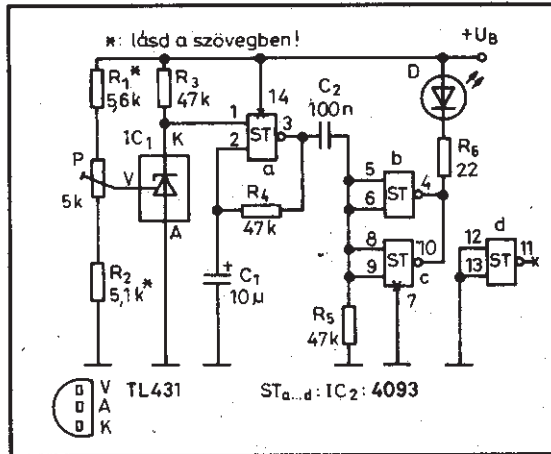 *: lásd a szövegben!
+U_B
R₁*
5,6k
R₃
47k
14
C₂
100n
D
IC₁
K
1
2
ST
3
a
R₆
22
P
5k
V
A
R₄
47k
5
6
ST
b
4
8
9
ST
c
10
7
12
13
ST
d
11
R₂
5,1k*
+
C₁
10µ
R₅
47k
V
A
K
TL431
STₐ...d: IC₂: 4093